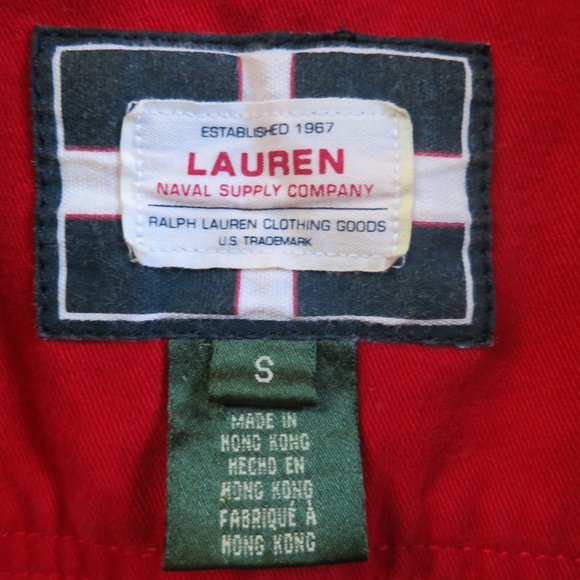 ESTABLISHED 1967
LAUREN
NAVAL SUPPLY COMPANY
RALPH LAUREN CLOTHING GOODS
U.S. TRADEMARK
S
MADE IN
HONG KONG
HECHO EN
HONG KONG
FABRIQUÉ À
HONG KONG